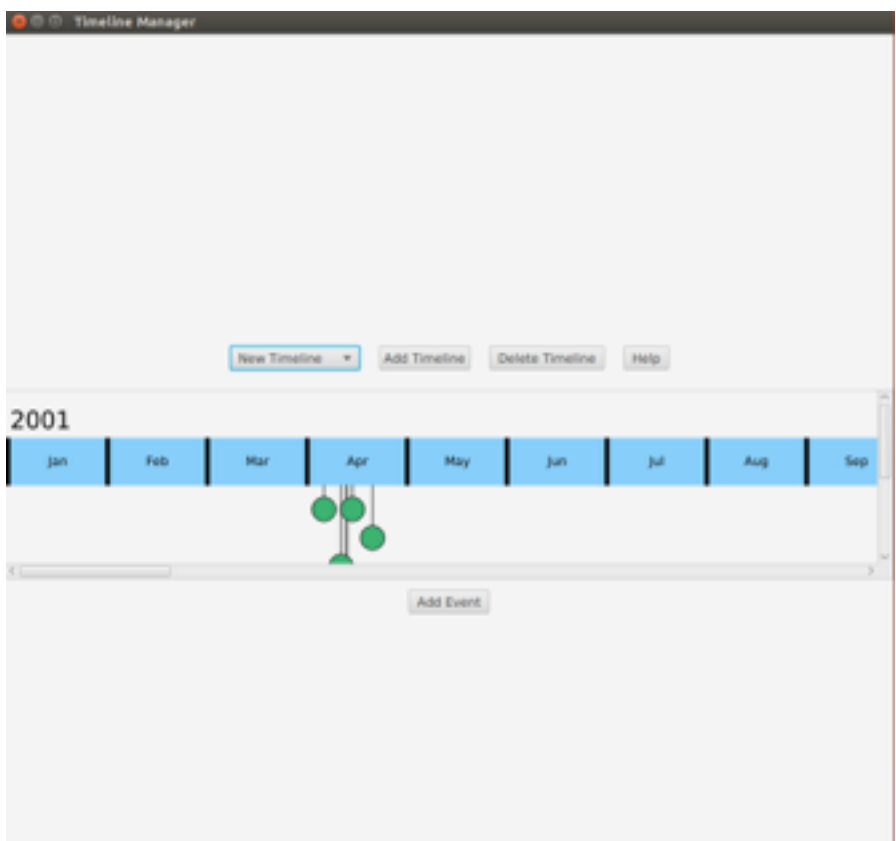 Timeline Manager
New Timeline Add Timeline Delete Timeline Help
2001
Jan Feb Mar Apr May Jun Jul Aug Sep
Add Event